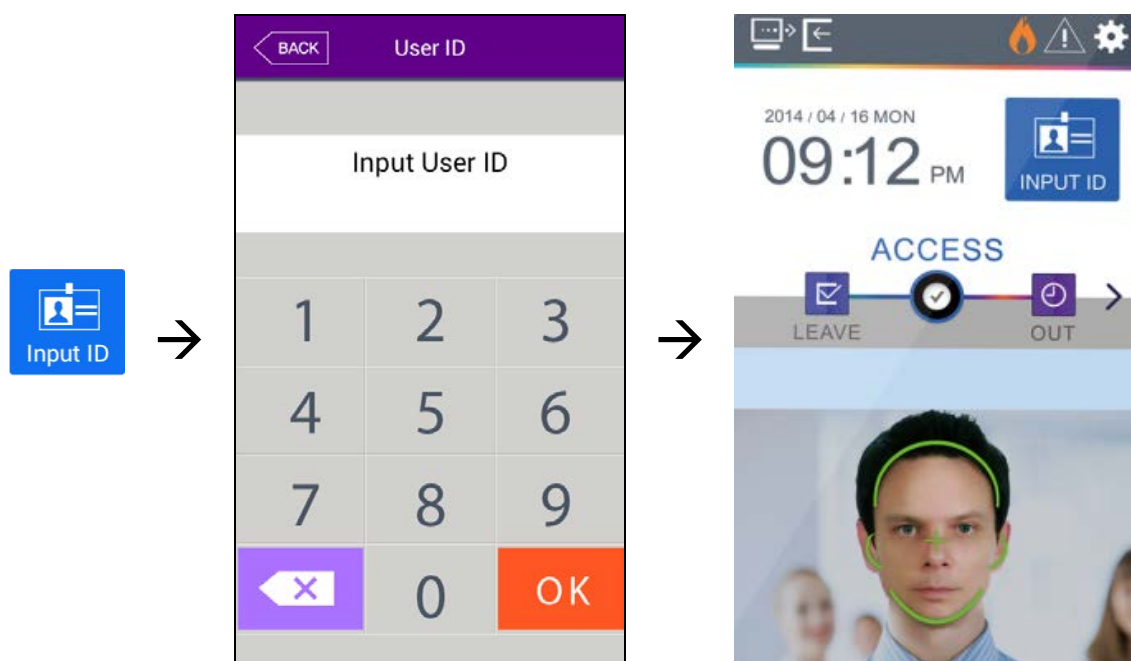 Input ID
BACK User ID
Input User ID
1 2 3
4 5 6
7 8 9
0 OK
2014 / 04 / 16 MON
09:12 PM
INPUT ID
ACCESS
LEAVE OUT